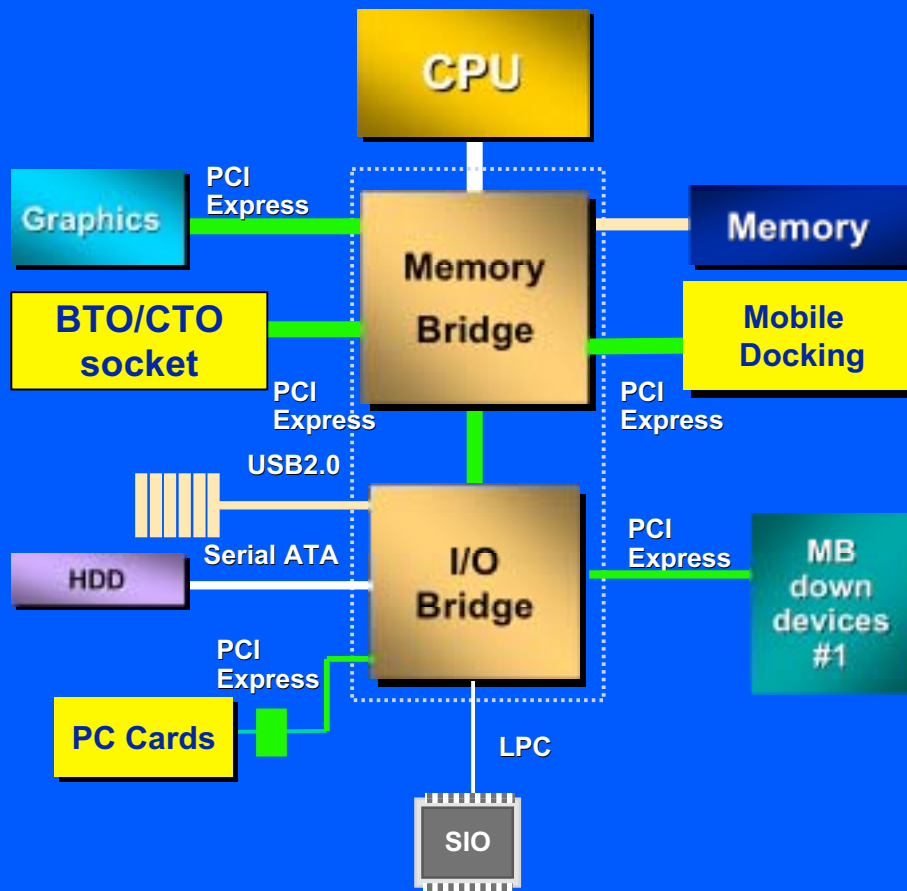 CPU
PCI
Express
Graphics
Memory
Bridge
Memory
BTO/CTO
socket
Mobile
Docking
PCI
Express
PCI
Express
USB2.0
Serial ATA
HDD
I/O
Bridge
PCI
Express
MB
down
devices
#1
PCI
Express
PC Cards
LPC
SIO